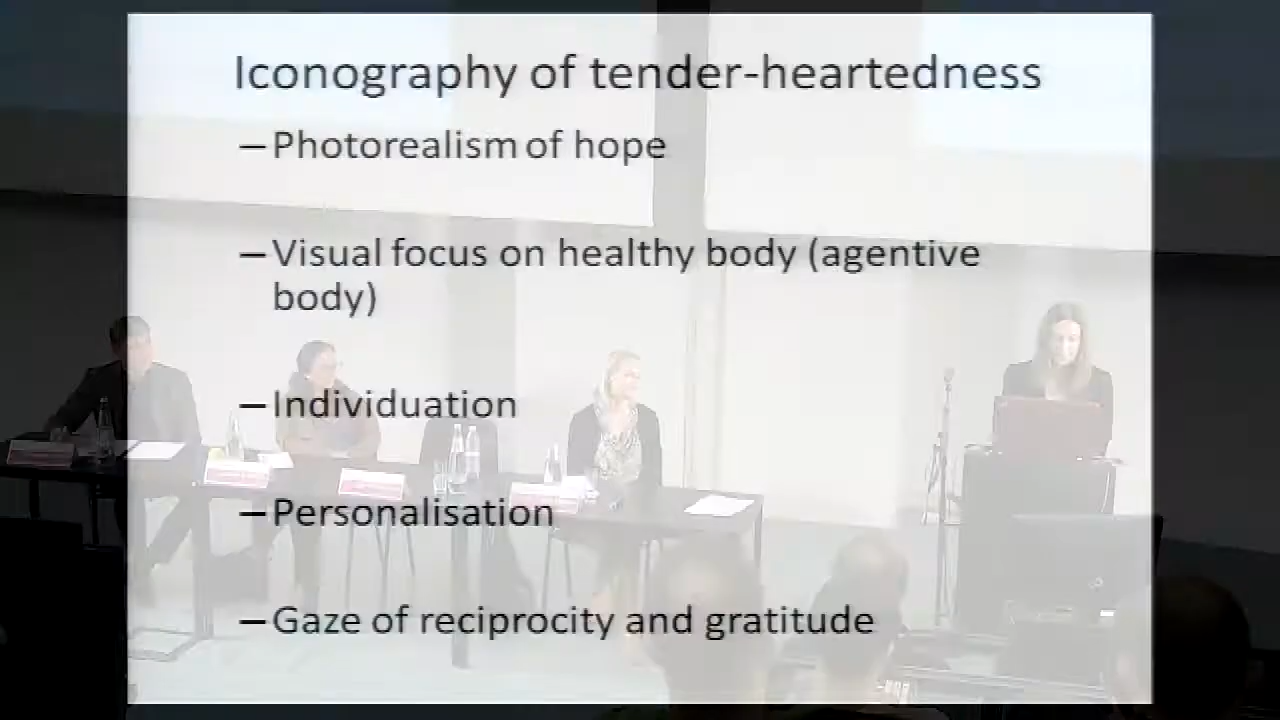 Iconography of tender-heartedness
– Photorealism of hope
– Visual focus on healthy body (agentive
body)
– Individuation
– Personalisation
– Gaze of reciprocity and gratitude